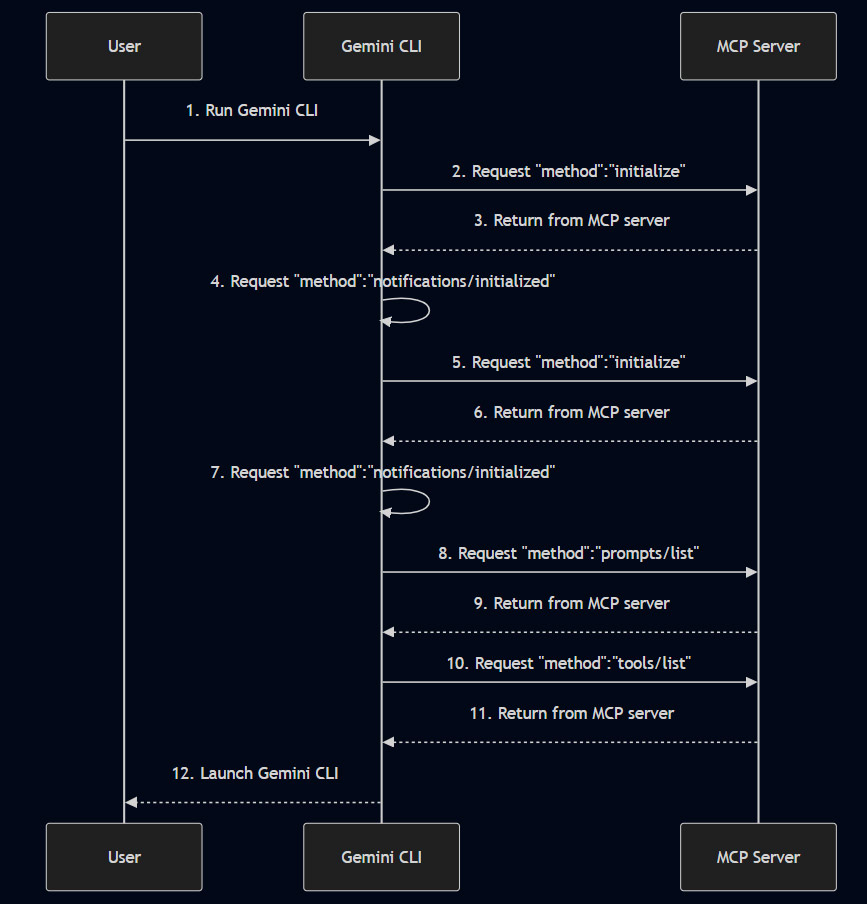 User
Gemini CLI
MCP Server
1. Run Gemini CLI
2. Request "method":"initialize"
3. Return from MCP server
4. Request "method":"notifications/initialized"
5. Request "method":"initialize"
6. Return from MCP server
7. Request "method":"notifications/initialized"
8. Request "method":"prompts/list"
9. Return from MCP server
10. Request "method":"tools/list"
11. Return from MCP server
12. Launch Gemini CLI
User
Gemini CLI
MCP Server